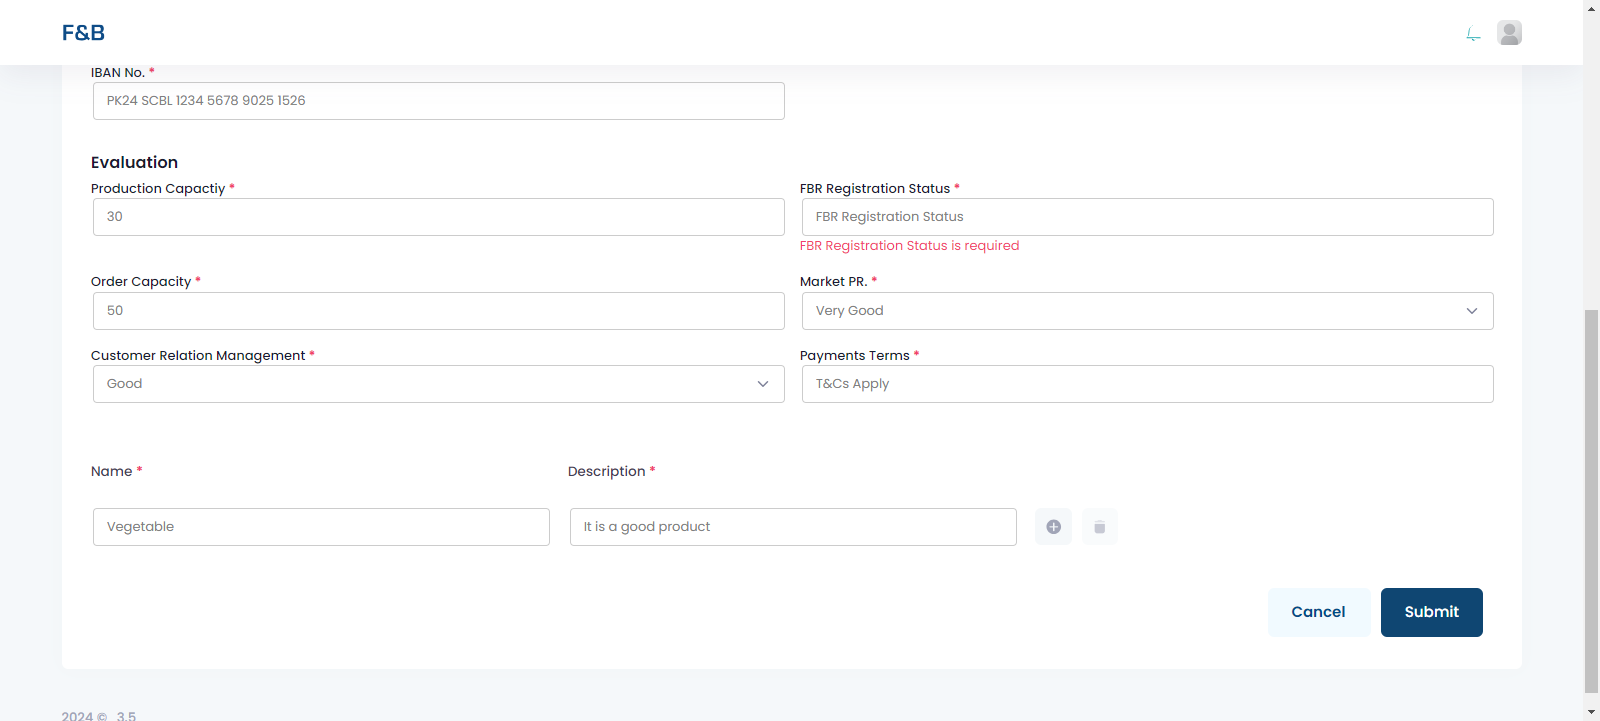 F&B
IBAN No. *
PK24 SCBL 1234 5678 9025 1526
Evaluation
Production Capactiy *
FBR Registration Status *
30
FBR Registration Status
FBR Registration Status is required
Order Capacity *
Market PR. *
50
Very Good
Customer Relation Management *
Payments Terms *
Good
T&Cs Apply
Name *
Description *
Vegetable
It is a good product
Cancel
Submit
2024 © 3.5